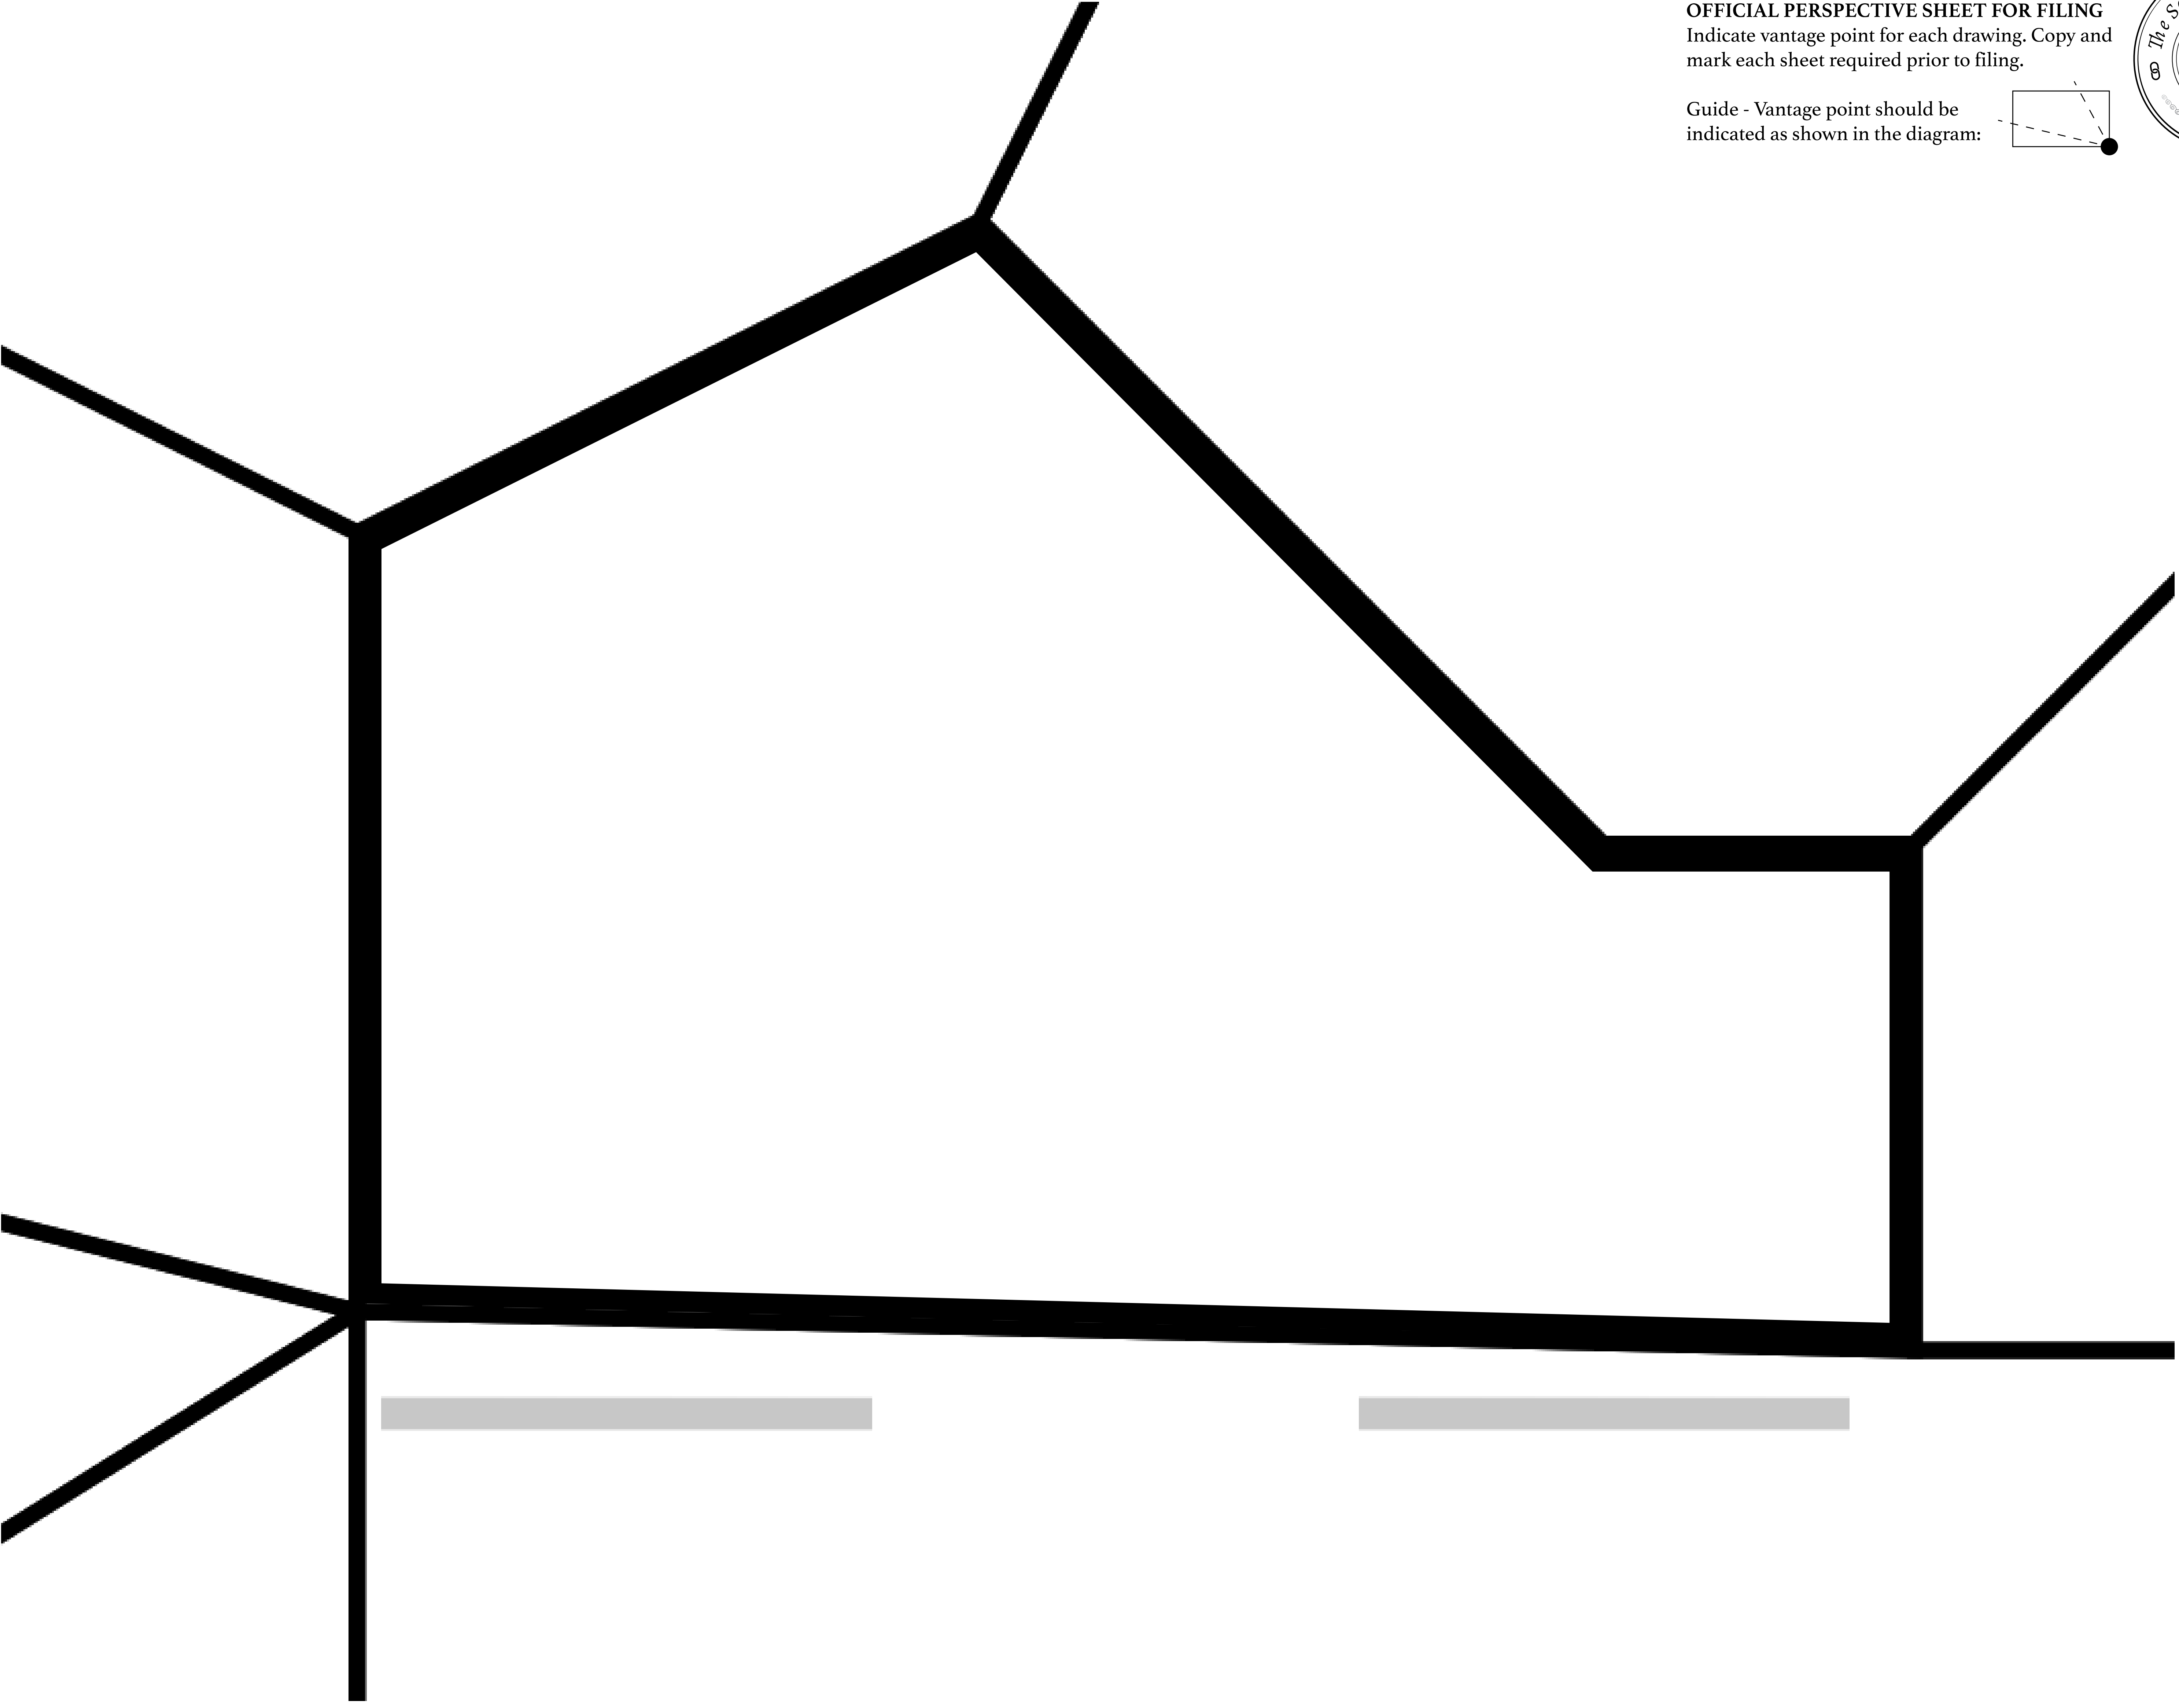 OFFICIAL PERSPECTIVE SHEET FOR FILING
Indicate vantage point for each drawing. Copy and
mark each sheet required prior to filing.
Guide - Vantage point should be
indicated as shown in the diagram:
The